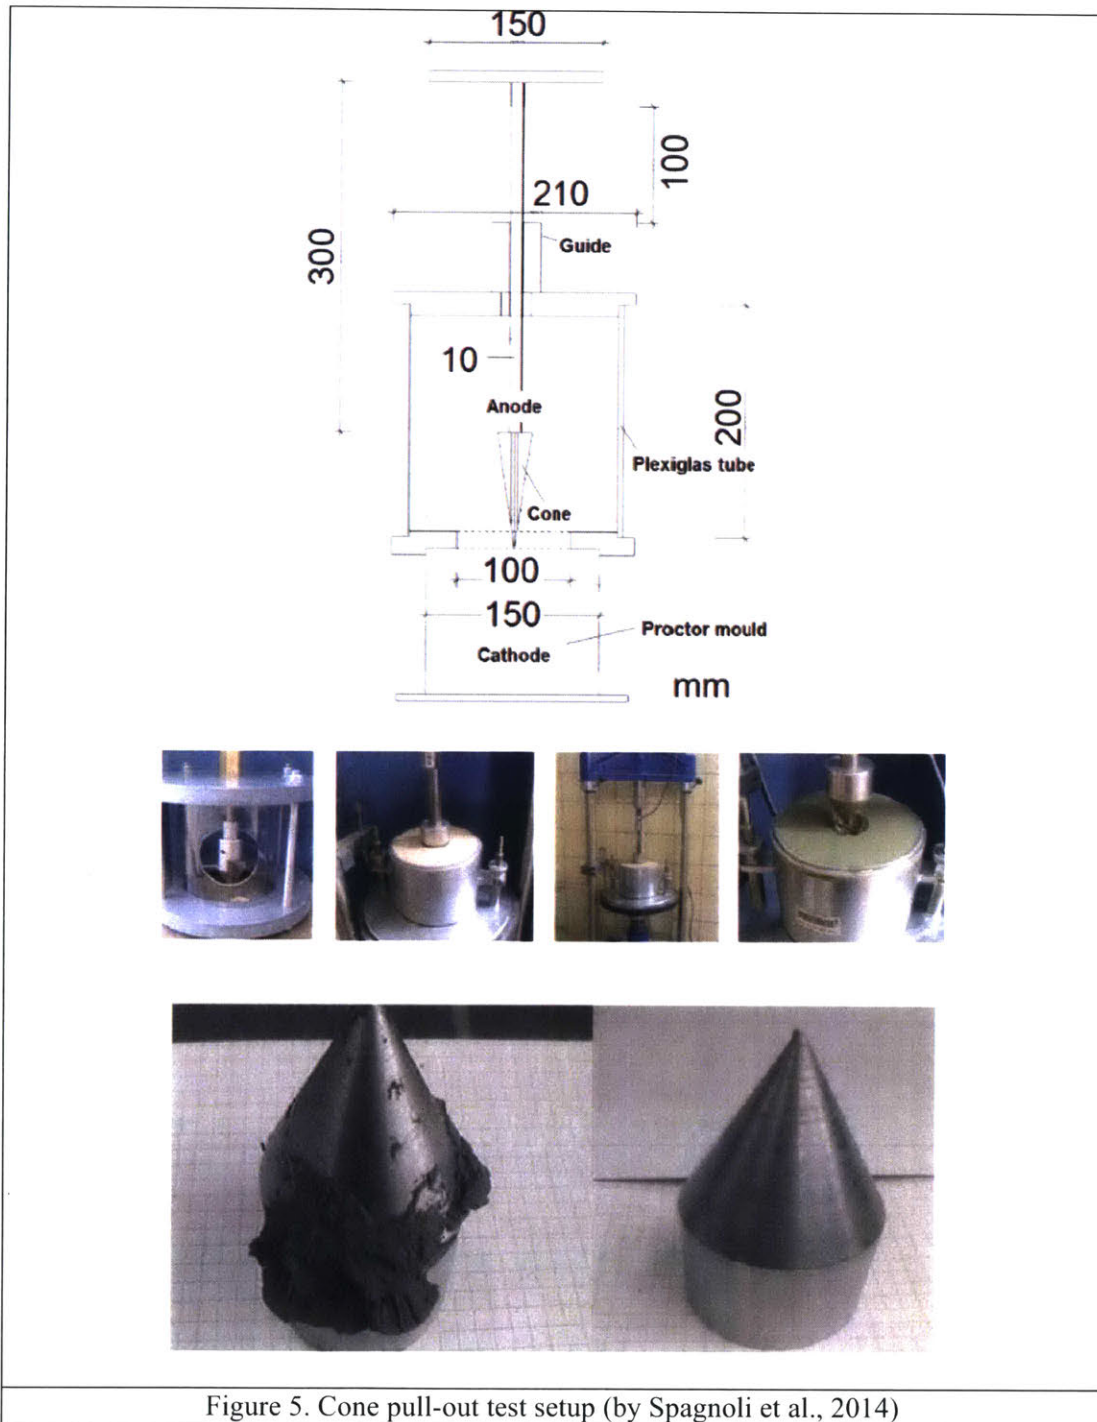 150
100
210
Guide
300
10
Anode
200
Plexiglas tube
Cone
100
150
Proctor mould
Cathode
mm
Figure 5. Cone pull-out test setup (by Spagnoli et al., 2014)